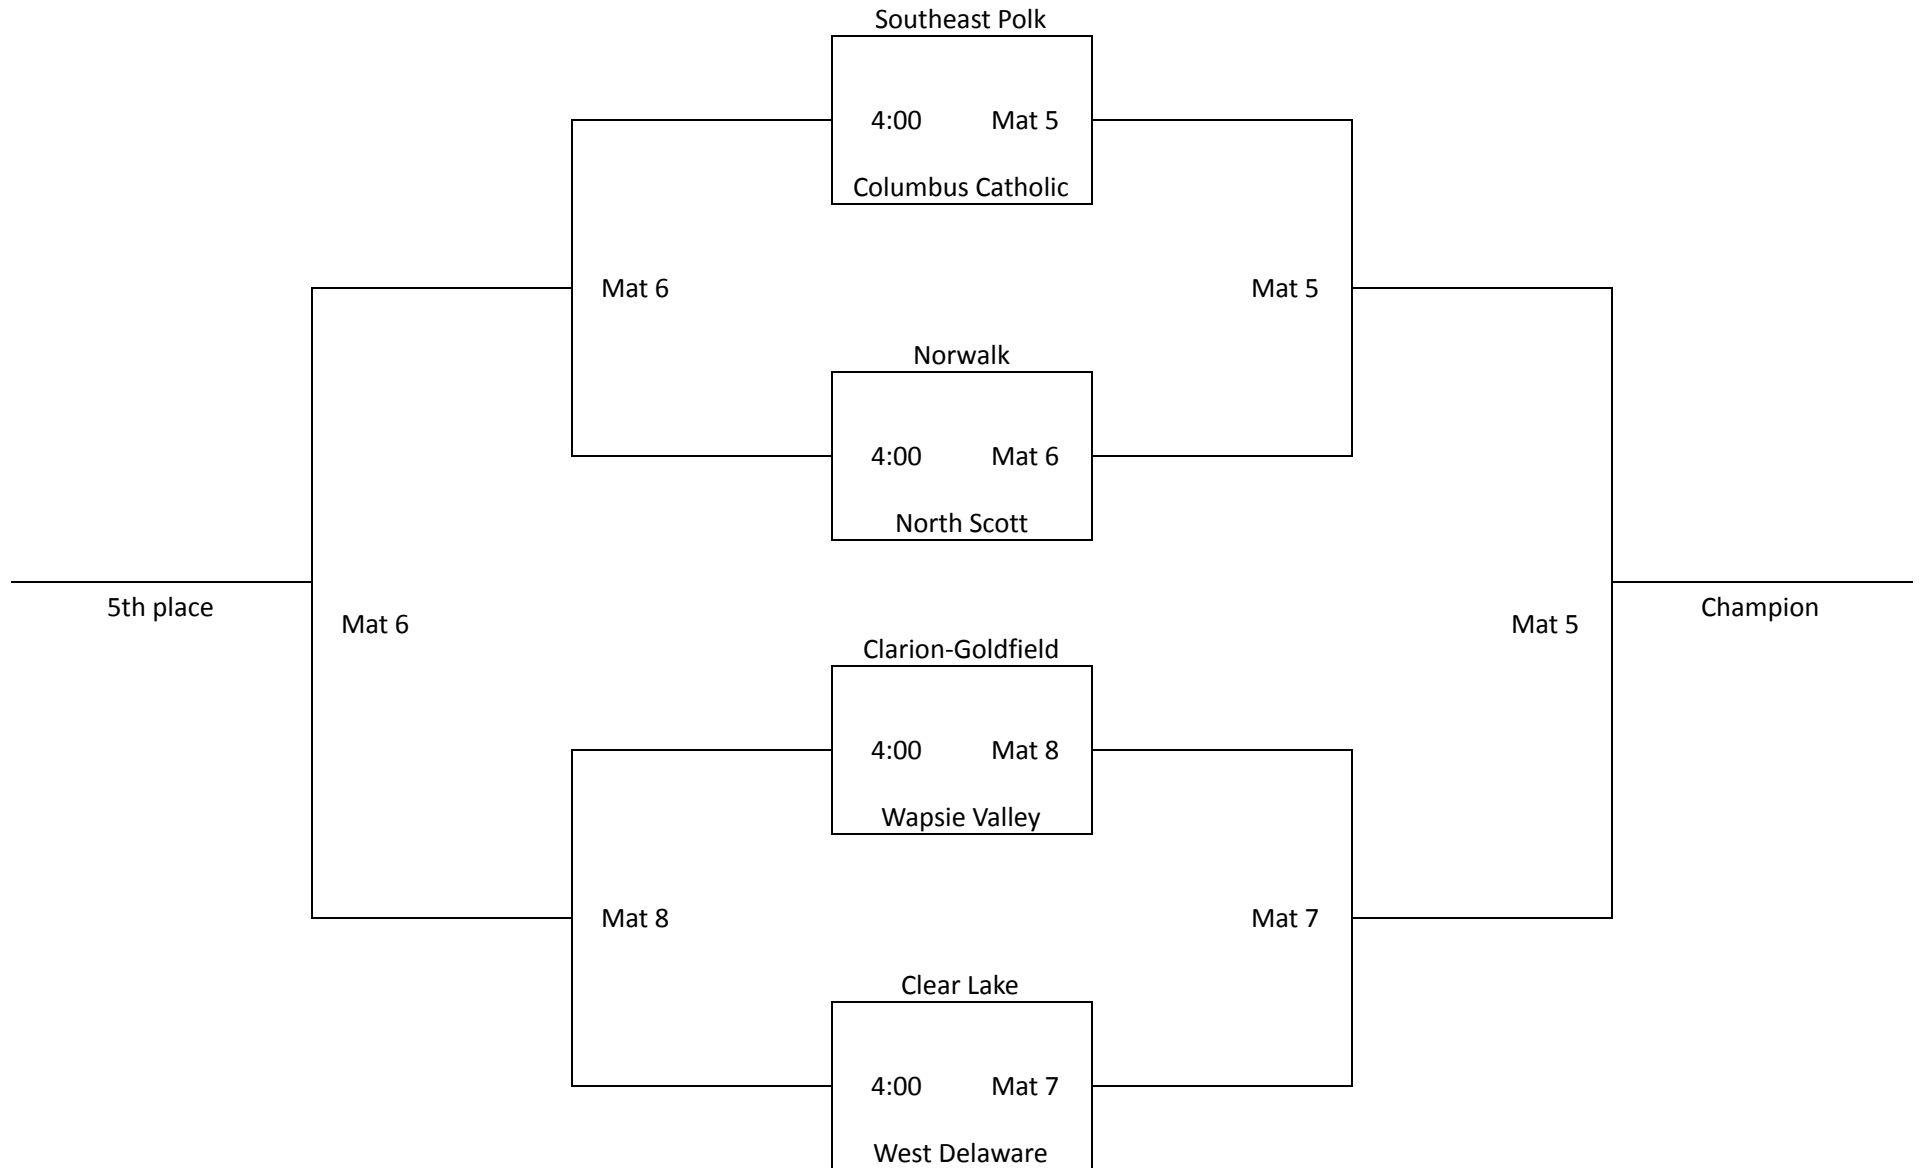 Southeast Polk
4:00 Mat 5
Columbus Catholic
Mat 6 Mat 5
Norwalk
4:00 Mat 6
North Scott
5th place Champion
Mat 6 Mat 5
Clarion-Goldfield
4:00 Mat 8
Wapsie Valley
Mat 8 Mat 7
Clear Lake
4:00 Mat 7
West Delaware